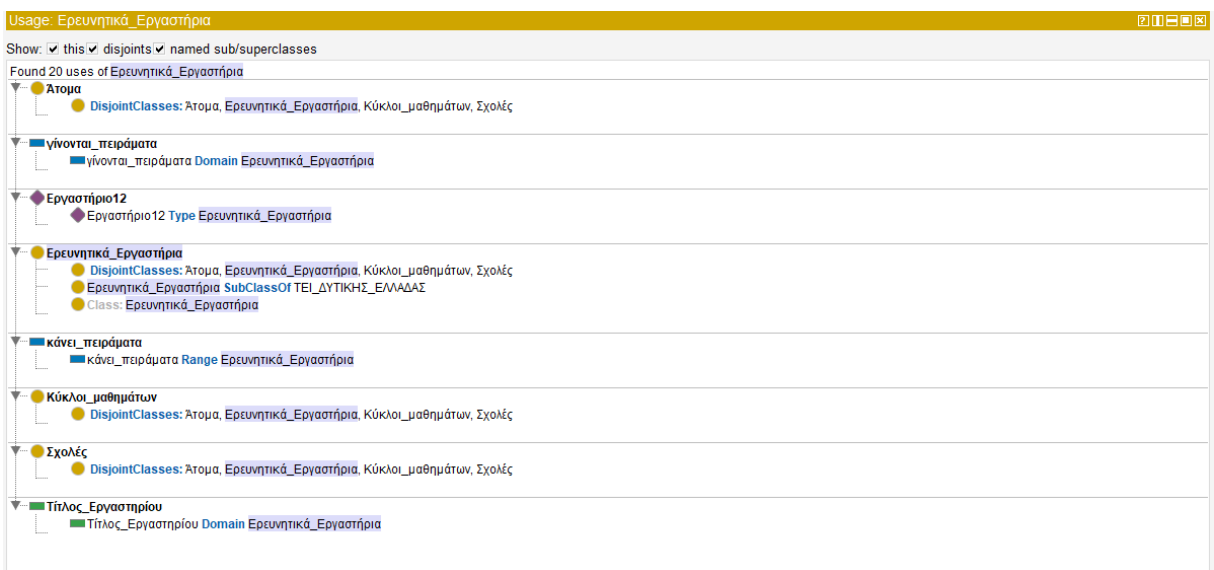 Usage: Ερευνητικά_Εργαστήρια
Show: this disjoints named sub/superclasses
Found 20 uses of Ερευνητικά_Εργαστήρια
Άτομα
DisjointClasses: Άτομα, Ερευνητικά_Εργαστήρια, Κύκλοι_μαθημάτων, Σχολές
γίνονται_πειράματα
γίνονται_πειράματα Domain Ερευνητικά_Εργαστήρια
Εργαστήριο12
Εργαστήριο12 Type Ερευνητικά_Εργαστήρια
Ερευνητικά_Εργαστήρια
DisjointClasses: Άτομα, Ερευνητικά_Εργαστήρια, Κύκλοι_μαθημάτων, Σχολές
Ερευνητικά_Εργαστήρια SubClassOf ΤΕΙ_ΔΥΤΙΚΗΣ_ΕΛΛΑΔΑΣ
Class: Ερευνητικά_Εργαστήρια
κάνει_πειράματα
κάνει_πειράματα Range Ερευνητικά_Εργαστήρια
Κύκλοι_μαθημάτων
DisjointClasses: Άτομα, Ερευνητικά_Εργαστήρια, Κύκλοι_μαθημάτων, Σχολές
Σχολές
DisjointClasses: Άτομα, Ερευνητικά_Εργαστήρια, Κύκλοι_μαθημάτων, Σχολές
Τίτλος_Εργαστηρίου
Τίτλος_Εργαστηρίου Domain Ερευνητικά_Εργαστήρια